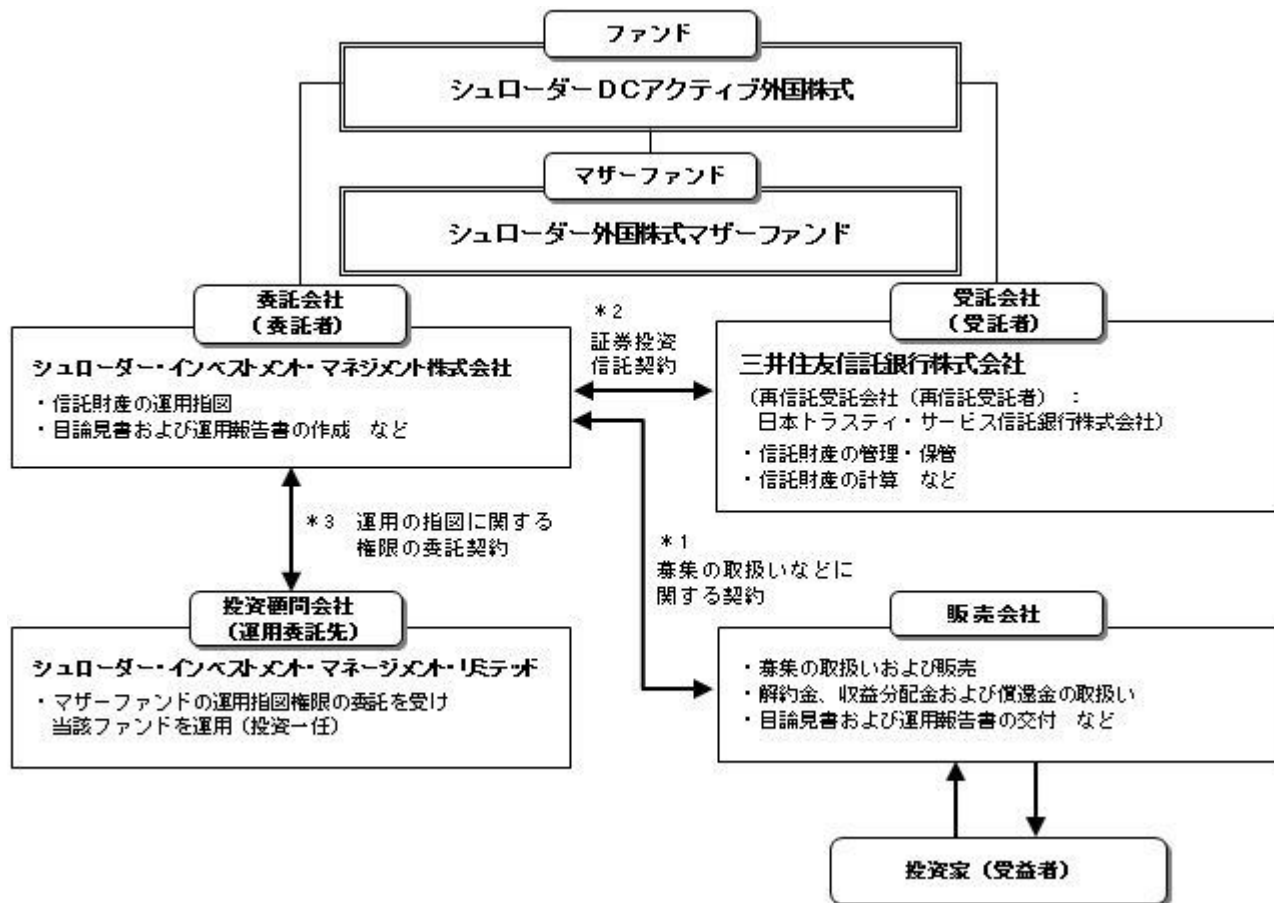 ファンド
シュローダーDCアクティブ外国株式
マザーファンド
シュローダー外国株式マザーファンド
委託会社
(委託者)
シュローダー・インベストメント・マネジメント株式会社
・信託財産の運用指図
・目論見書および運用報告書の作成 など
*2
証券投資
信託契約
受託会社
(受託者)
三井住友信託銀行株式会社
(再信託受託会社(再信託受託者) :
日本トラスティ・サービス信託銀行株式会社)
・信託財産の管理・保管
・信託財産の計算 など
*3 運用の指図に関する
権限の委託契約
*1
募集の取扱いなどに
関する契約
投資顧問会社
(運用委託先)
シュローダー・インベストメント・マネージメント・リミテッド
・マザーファンドの運用指図権限の委託を受け
当該ファンドを運用(投資一任)
販売会社
・募集の取扱いおよび販売
・解約金、収益分配金および償還金の取扱い
・目論見書および運用報告書の交付 など
投資家(受益者)